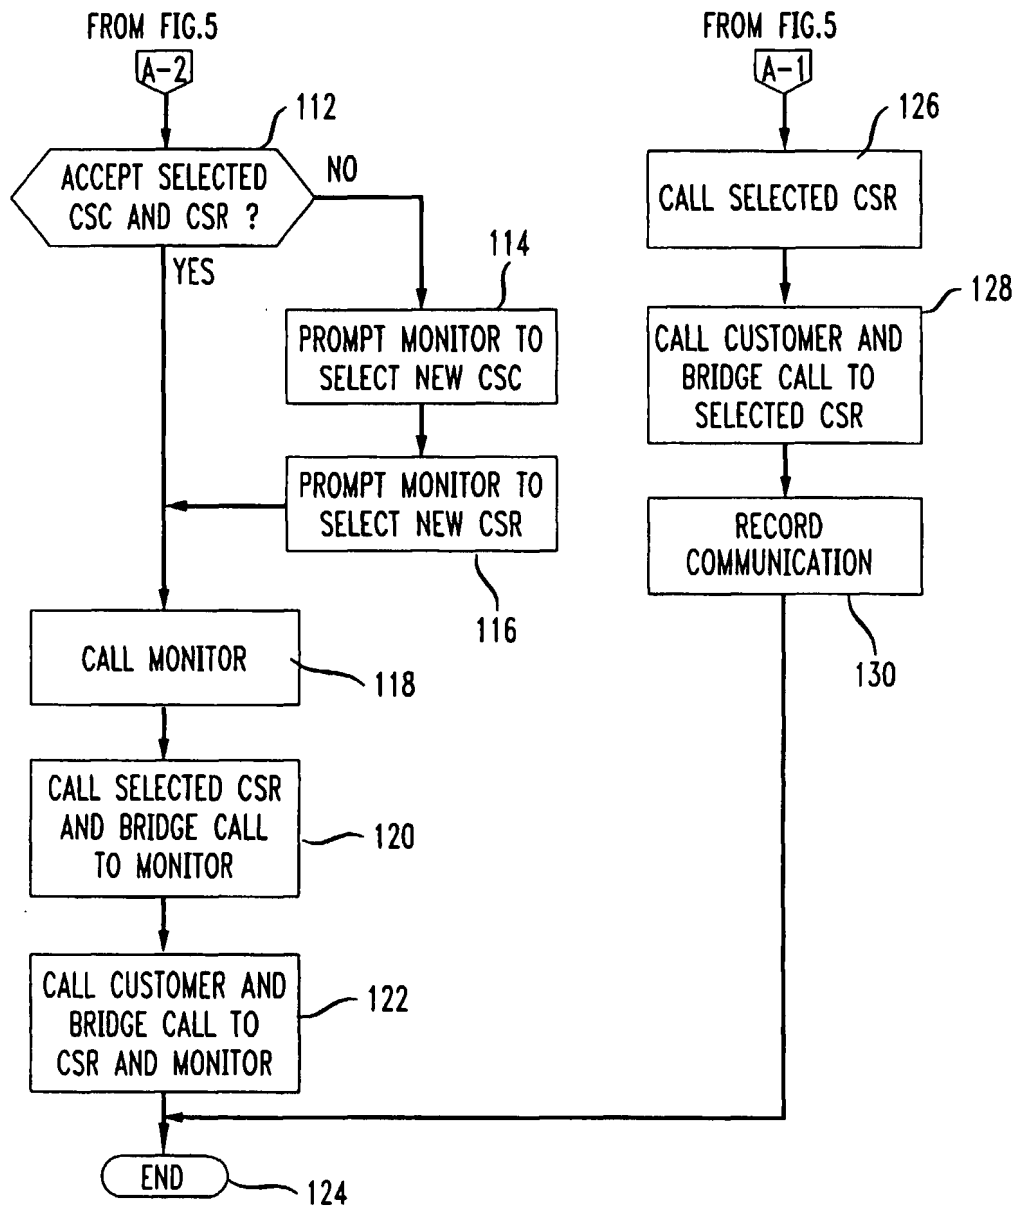 FROM FIG.5
A-2
112
ACCEPT SELECTED
CSC AND CSR ?
NO
YES
114
PROMPT MONITOR TO
SELECT NEW CSC
PROMPT MONITOR TO
SELECT NEW CSR
116
CALL MONITOR
118
CALL SELECTED CSR
AND BRIDGE CALL
TO MONITOR
120
CALL CUSTOMER AND
BRIDGE CALL TO
CSR AND MONITOR
122
END
124
FROM FIG.5
A-1
126
CALL SELECTED CSR
128
CALL CUSTOMER AND
BRIDGE CALL TO
SELECTED CSR
RECORD
COMMUNICATION
130